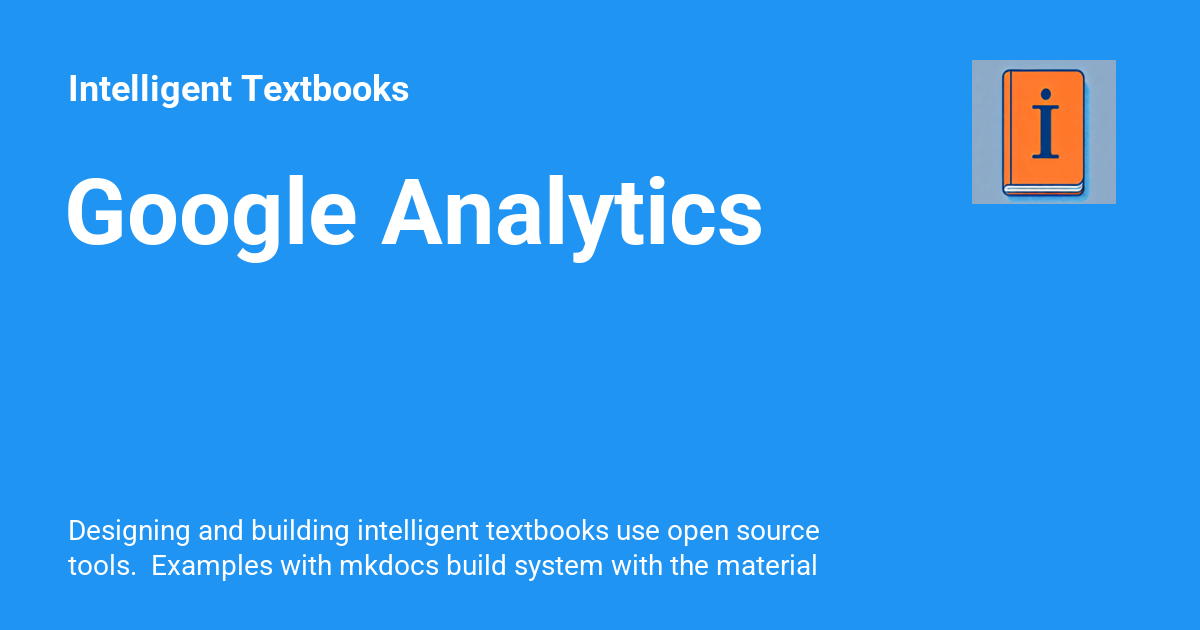 Intelligent Textbooks
Google Analytics
i
Designing and building intelligent textbooks use open source
tools.  Examples with mkdocs build system with the material